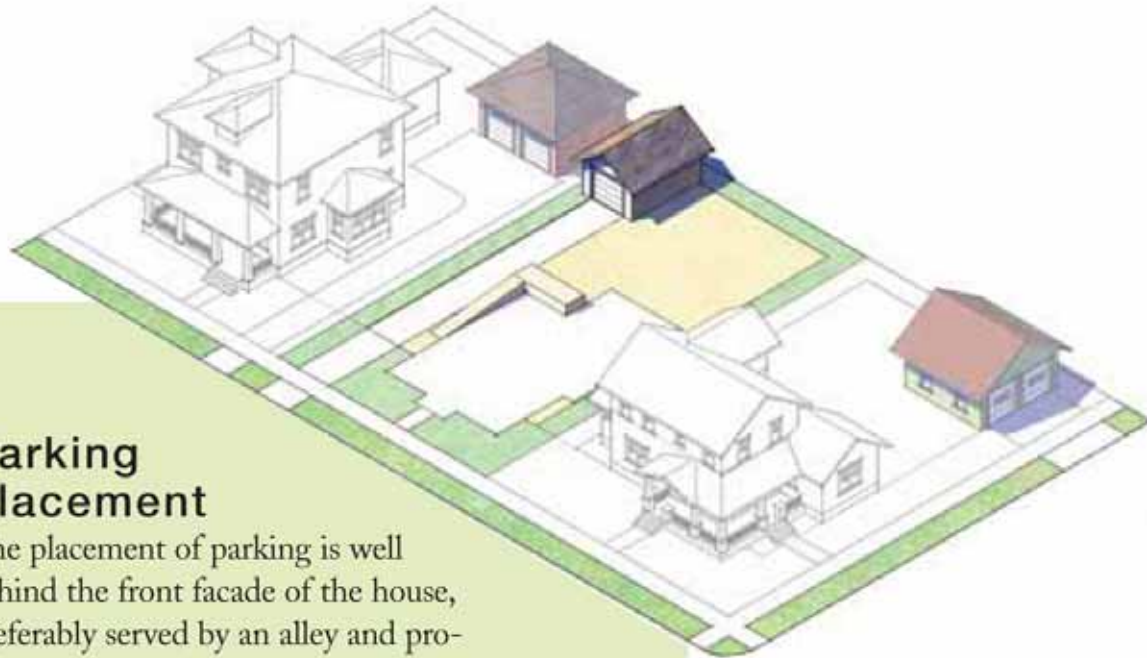 arking
lacement
he placement of parking is well
hind the front facade of the house,
eferably served by an alley and pro-